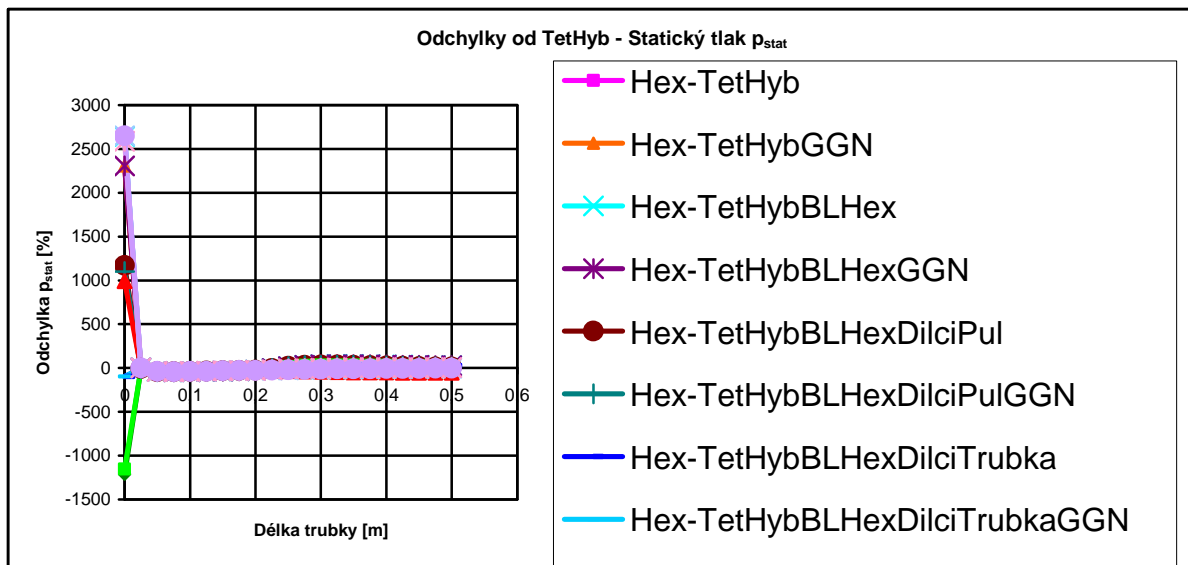 Odchylky od TetHyb - Statický tlak pstat
Odchylka pstat [%]
3000
2500
2000
1500
1000
500
0
-500
-1000
-1500
0 0.1 0.2 0.3 0.4 0.5 0.6
Délka trubky [m]
Hex-TetHyb
Hex-TetHybGGN
Hex-TetHybBLHex
Hex-TetHybBLHexGGN
Hex-TetHybBLHexDilciPul
Hex-TetHybBLHexDilciPulGGN
Hex-TetHybBLHexDilciTrubka
Hex-TetHybBLHexDilciTrubkaGGN